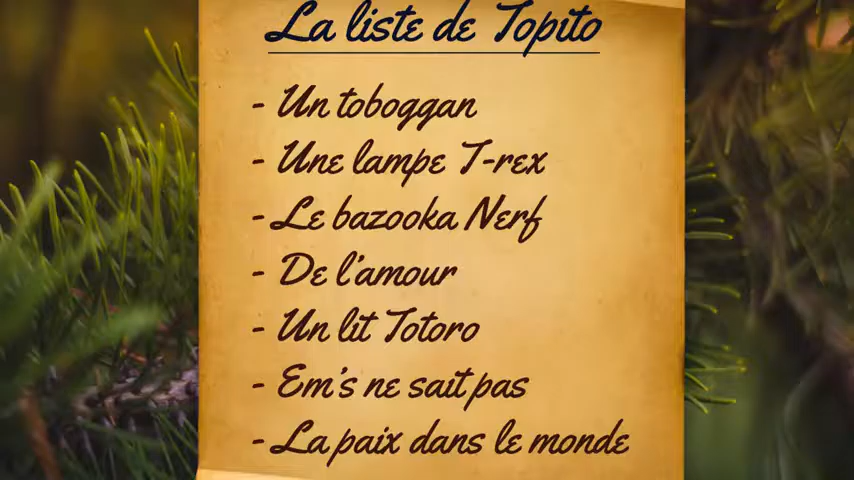 La liste de Topito
- Un toboggan
- Une lampe T-rex
- Le bazooka Nerf
- De l'amour
- Un lit Totoro
- Em's ne sait pas
- La paix dans le monde